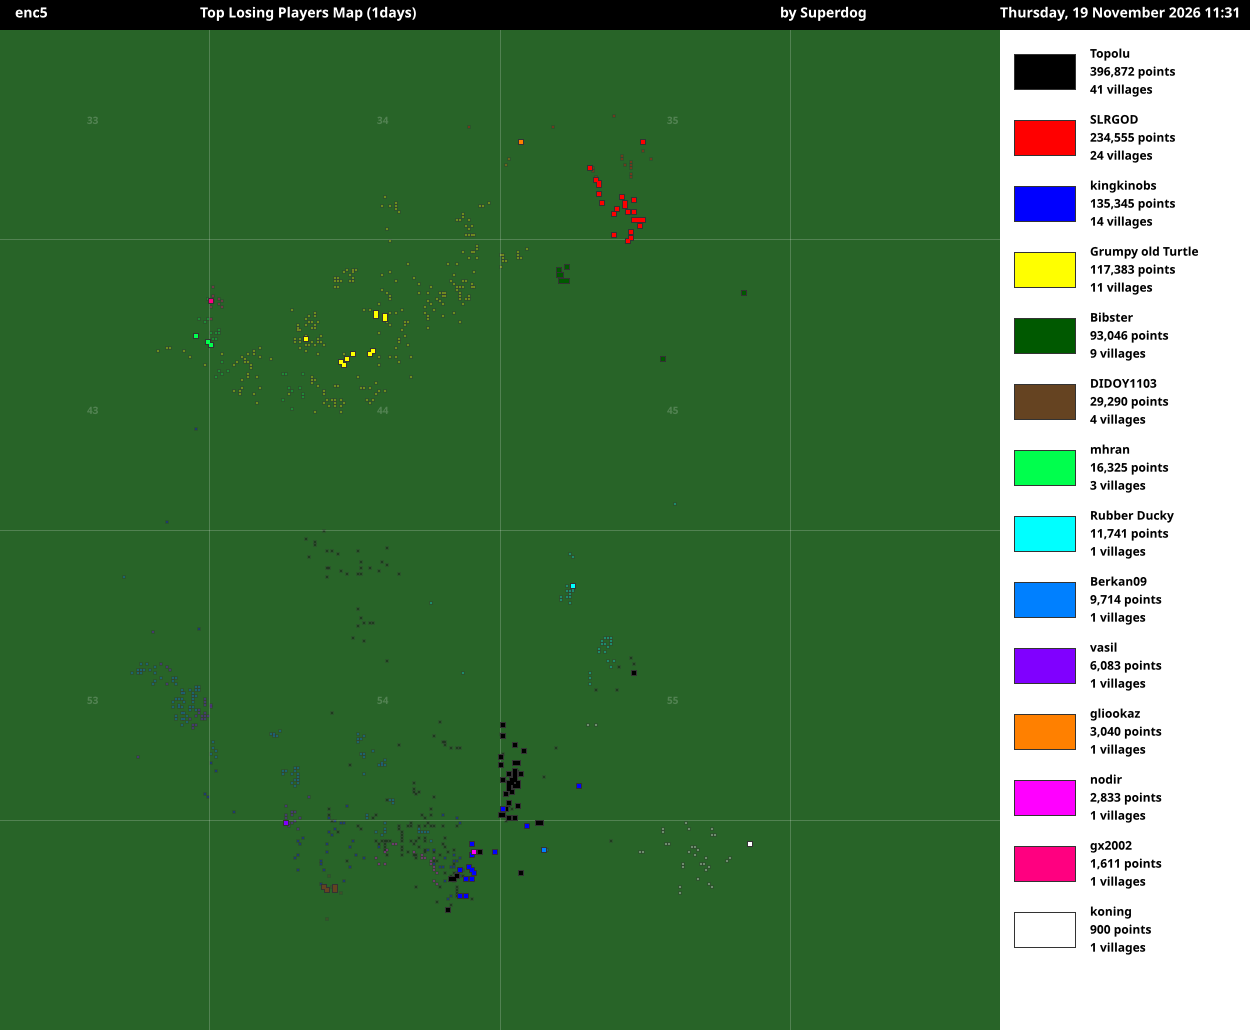 enc5
Top Losing Players Map (1days)
by Superdog
Thursday, 19 November 2026 11:31
Topolu
396,872 points
41 villages
SLRGOD
234,555 points
24 villages
kingkinobs
135,345 points
14 villages
Grumpy old Turtle
117,383 points
11 villages
Bibster
93,046 points
9 villages
DIDOY1103
29,290 points
4 villages
mhran
16,325 points
3 villages
Rubber Ducky
11,741 points
1 villages
Berkan09
9,714 points
1 villages
vasil
6,083 points
1 villages
gliookaz
3,040 points
1 villages
nodir
2,833 points
1 villages
gx2002
1,611 points
1 villages
koning
900 points
1 villages
33
34
35
43
44
45
53
54
55